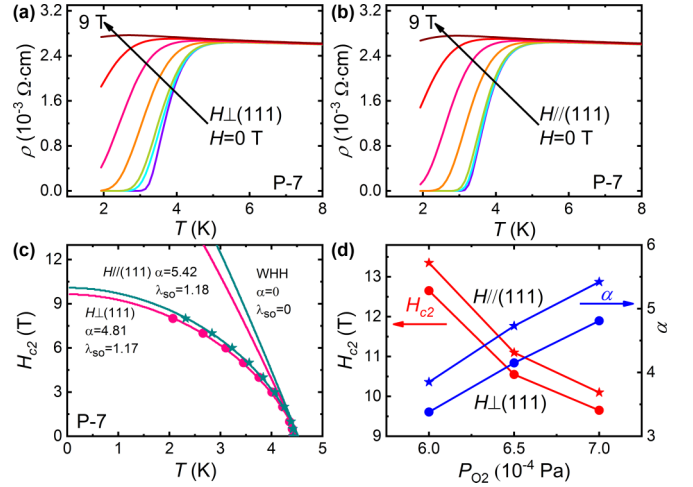 (a)
9 T
3.2
2.4
1.6
0.8
0.0
ρ (10⁻³ Ω·cm)
H⊥(111)
H=0 T
P-7
2 4 6 8
T (K)
(b)
9 T
3.2
2.4
1.6
0.8
0.0
ρ (10⁻³ Ω·cm)
H//(111)
H=0 T
P-7
2 4 6 8
T (K)
(c)
12
9
6
3
0
H_c2 (T)
H//(111) α=5.42
λ_so=1.18
H⊥(111)
α=4.81
λ_so=1.17
WHH
α=0
λ_so=0
P-7
0 1 2 3 4 5
T (K)
(d)
13
12
11
10
9
H_c2 (T)
H_c2
H//(111)
α
H⊥(111)
6
5
4
3
α
6.0 6.5 7.0
P_O2 (10⁻⁴ Pa)